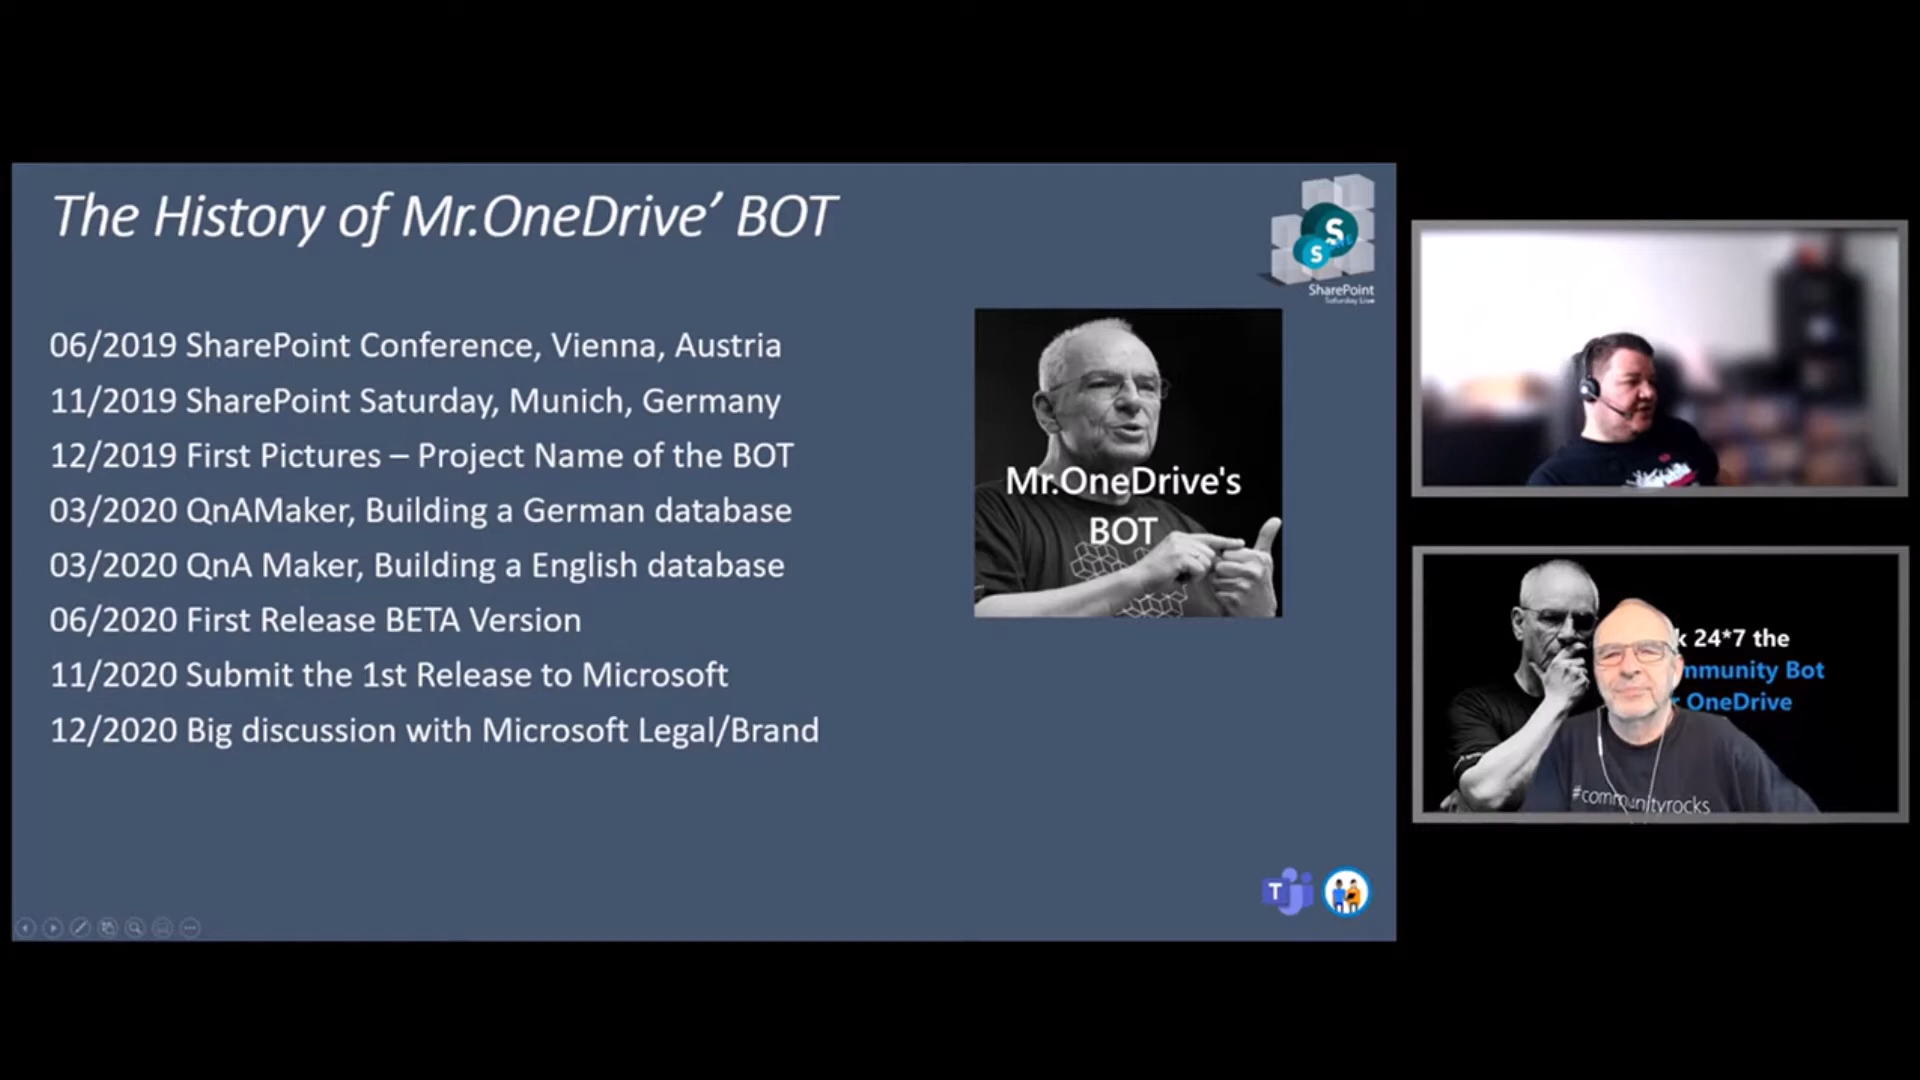 The History of Mr.OneDrive’ BOT
S
S
SharePoint
Saturday Live
06/2019 SharePoint Conference, Vienna, Austria
11/2019 SharePoint Saturday, Munich, Germany
12/2019 First Pictures – Project Name of the BOT
03/2020 QnAMaker, Building a German database
03/2020 QnA Maker, Building a English database
06/2020 First Release BETA Version
11/2020 Submit the 1st Release to Microsoft
12/2020 Big discussion with Microsoft Legal/Brand
Mr.OneDrive's
BOT
T
k 24*7 the
mmunity Bot
r OneDrive
#communityrocks